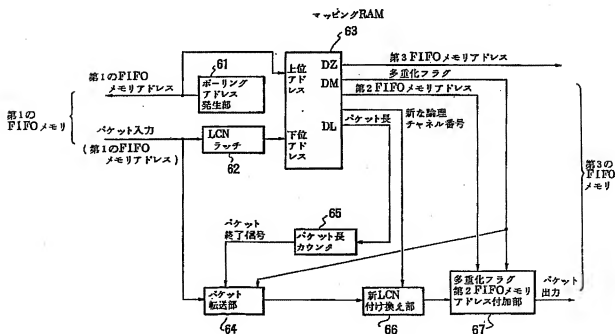 マッピングRAM
63
61
第1のFIFO
メモリアドレス
ポーリング
アドレス
発生部
上位
アドレス
DZ
DM
DL
第3FIFOメモリアドレス
多重化フラグ
第2FIFOメモリアドレス
新な論理
チャネル番号
パケット長
第1の
FIFOメモリ
パケット入力
(第1のFIFO
メモリアドレス)
LCN
ラッチ
62
下位
アドレス
第3の
FIFO
メモリ
65
パケット
終了信号
パケット長
カウンタ
パケット
転送部
64
新LCN
付け換え部
66
多重化フラグ
第2FIFOメモリ
アドレス付加部
67
パケット
出力